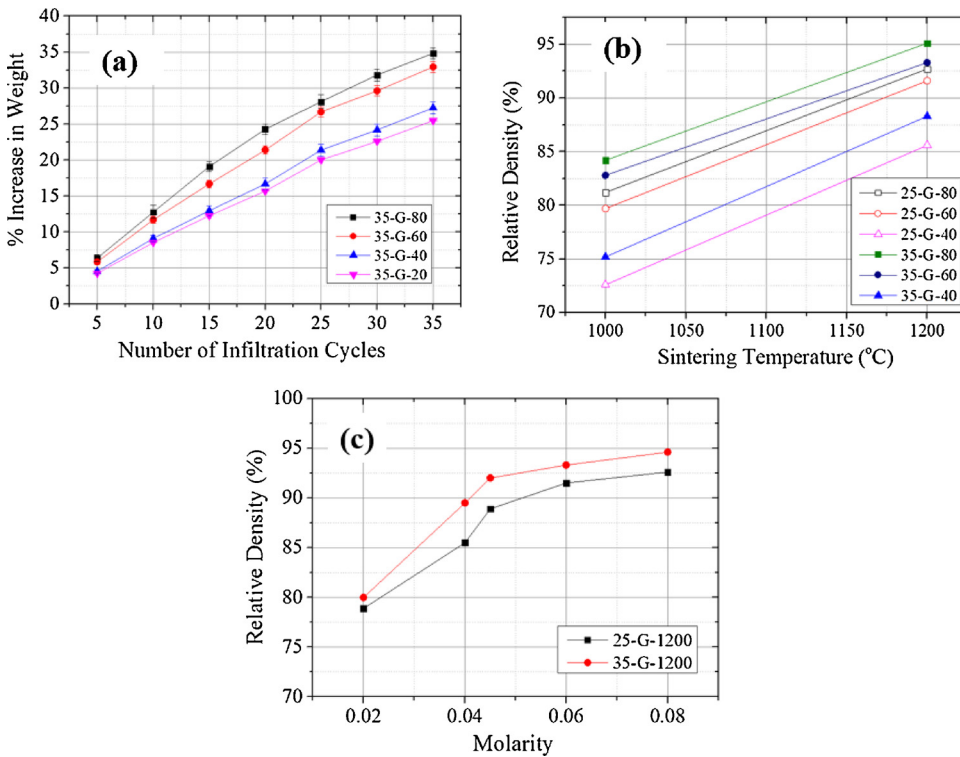 (a)
% Increase in Weight
40
35
30
25
20
15
10
5
0
35-G-80
35-G-60
35-G-40
35-G-20
5 10 15 20 25 30 35
Number of Infiltration Cycles
(b)
Relative Density (%)
95
90
85
80
75
70
25-G-80
25-G-60
25-G-40
35-G-80
35-G-60
35-G-40
1000 1050 1100 1150 1200
Sintering Temperature (°C)
(c)
Relative Density (%)
100
95
90
85
80
75
70
25-G-1200
35-G-1200
0.02 0.04 0.06 0.08
Molarity